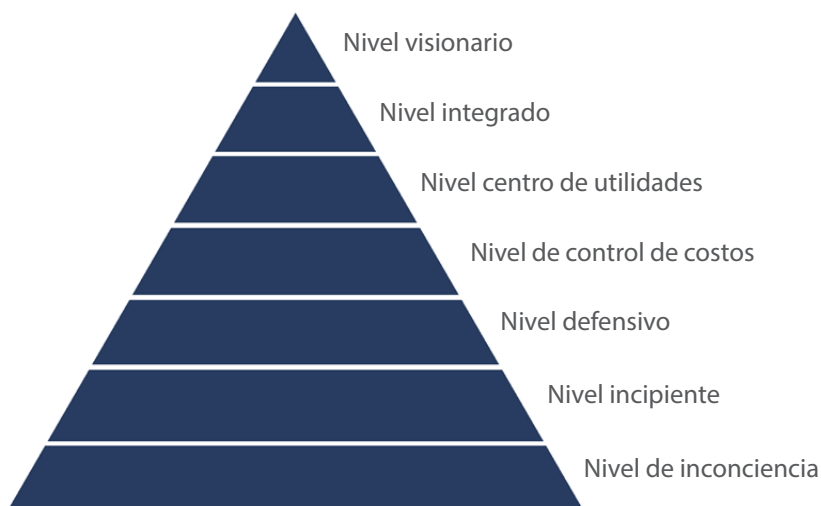 Nivel visionario
Nivel integrado
Nivel centro de utilidades
Nivel de control de costos
Nivel defensivo
Nivel incipiente
Nivel de inconciencia